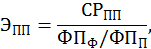 Э_ПП = СР_ПП / (ФП_Ф/ФП_П),